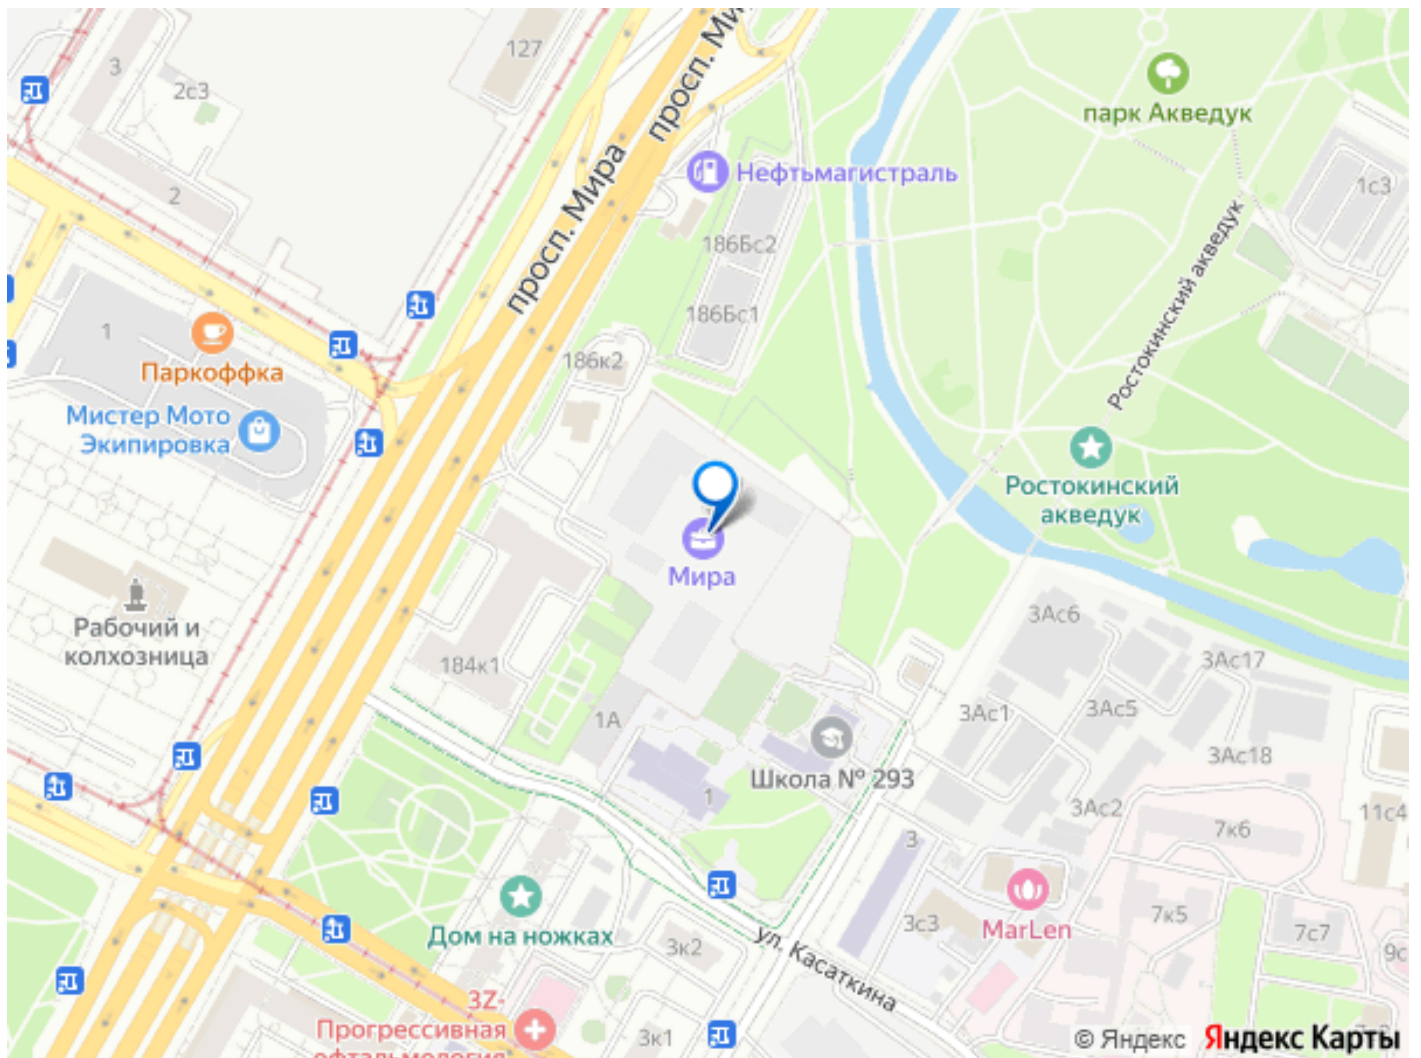 127
3
2с3
2
просп. Мира
просп. Ми
парк Акведук
Нефтьмагистраль
1с3
186Бс2
186Бс1
Ростокинский акведук
1
Паркоффка
Мистер Мото
Экипировка
186к2
Ростокинский
акведук
Мира
Рабочий и
колхозница
184к1
3Ас6
3Ас17
3Ас1
3Ас5
3Ас18
1А
Школа № 293
1
3Ас2
7к6
11с4
3
MarLen
3с3
7к5
7с7
9с
Дом на ножках
3к2
ул. Касаткина
3Z-
Прогрессивная
офтальмология
3к1
© Яндекс Яндекс Карты